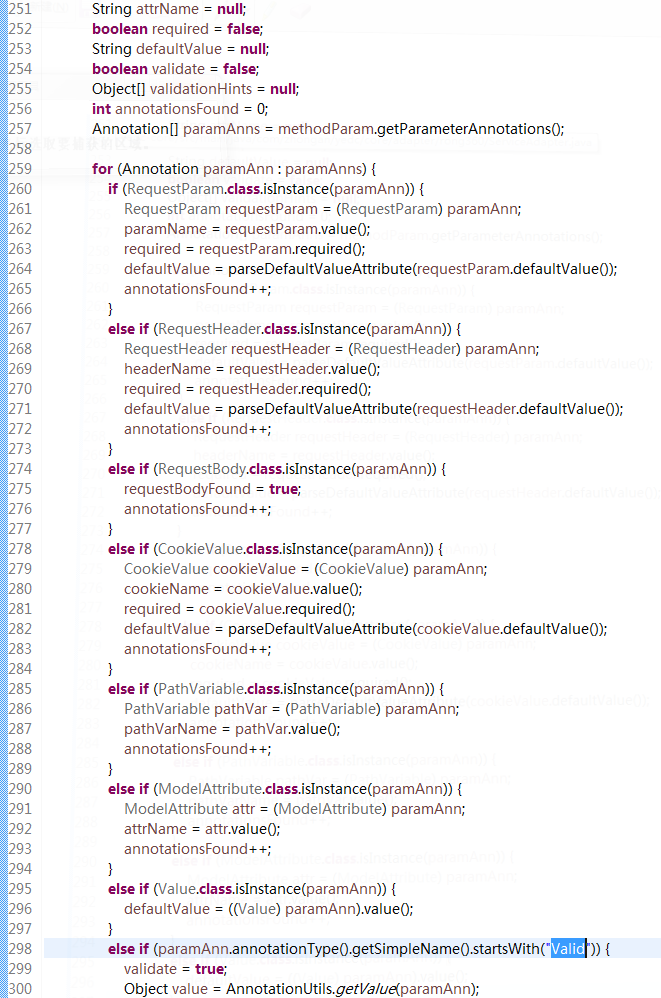 251 String attrName = null;
252 boolean required = false;
253 String defaultValue = null;
254 boolean validate = false;
255 Object[] validationHints = null;
256 int annotationsFound = 0;
257 Annotation[] paramAnns = methodParam.getParameterAnnotations();
258
259 for (Annotation paramAnn : paramAnns) {
260 if (RequestParam.class.isInstance(paramAnn)) {
261 RequestParam requestParam = (RequestParam) paramAnn;
262 paramName = requestParam.value();
263 required = requestParam.required();
264 defaultValue = parseDefaultValueAttribute(requestParam.defaultValue());
265 annotationsFound++;
266 }
267 else if (RequestHeader.class.isInstance(paramAnn)) {
268 RequestHeader requestHeader = (RequestHeader) paramAnn;
269 headerName = requestHeader.value();
270 required = requestHeader.required();
271 defaultValue = parseDefaultValueAttribute(requestHeader.defaultValue());
272 annotationsFound++;
273 }
274 else if (RequestBody.class.isInstance(paramAnn)) {
275 requestBodyFound = true;
276 annotationsFound++;
277 }
278 else if (CookieValue.class.isInstance(paramAnn)) {
279 CookieValue cookieValue = (CookieValue) paramAnn;
280 cookieName = cookieValue.value();
281 required = cookieValue.required();
282 defaultValue = parseDefaultValueAttribute(cookieValue.defaultValue());
283 annotationsFound++;
284 }
285 else if (PathVariable.class.isInstance(paramAnn)) {
286 PathVariable pathVar = (PathVariable) paramAnn;
287 pathVarName = pathVar.value();
288 annotationsFound++;
289 }
290 else if (ModelAttribute.class.isInstance(paramAnn)) {
291 ModelAttribute attr = (ModelAttribute) paramAnn;
292 attrName = attr.value();
293 annotationsFound++;
294 }
295 else if (Value.class.isInstance(paramAnn)) {
296 defaultValue = ((Value) paramAnn).value();
297 }
298 else if (paramAnn.annotationType().getSimpleName().startsWith("Valid")) {
299 validate = true;
300 Object value = AnnotationUtils.getValue(paramAnn);